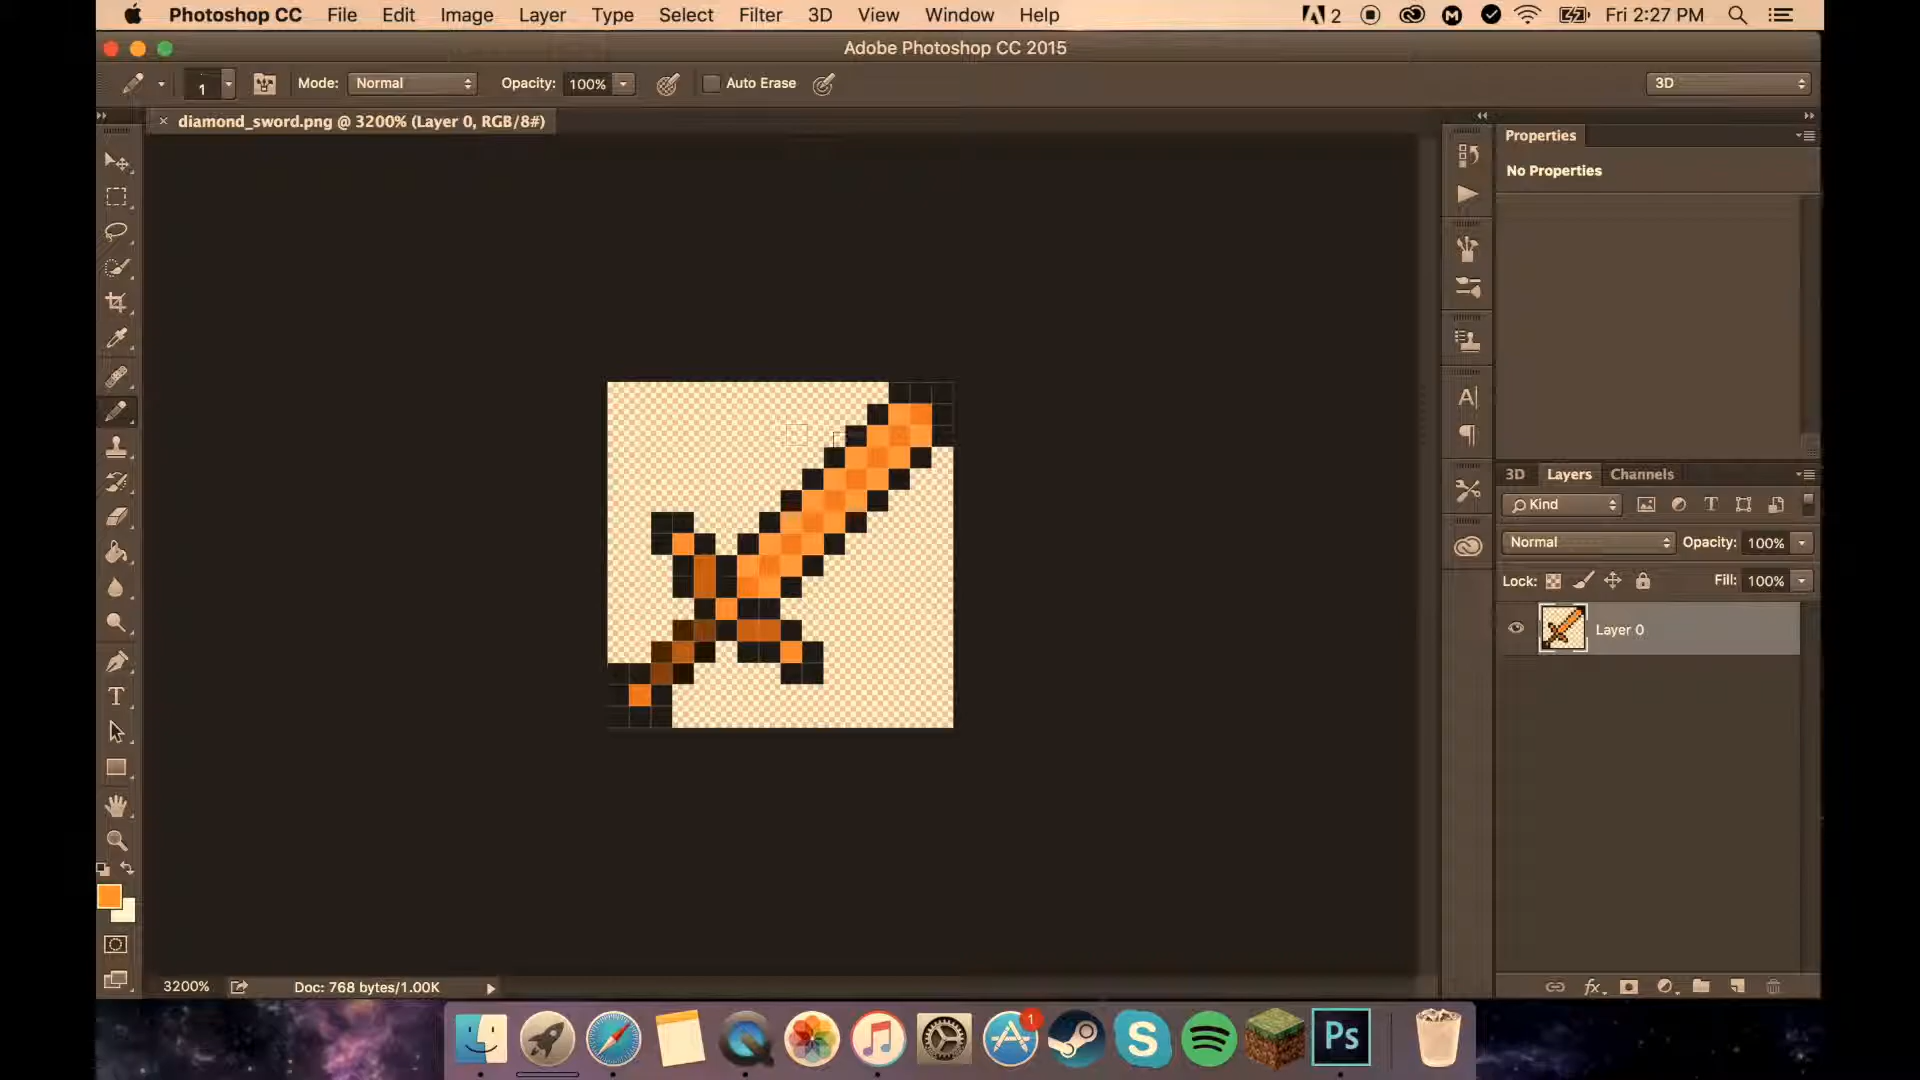 Photoshop CC File Edit Image Layer Type Select Filter 3D View Window Help 2 Fri 2:27 PM
Adobe Photoshop CC 2015
1 Mode: Normal Opacity: 100% Auto Erase 3D
× diamond_sword.png @ 3200% (Layer 0, RGB/8#)
Properties
No Properties
3D Layers Channels
Kind
Normal Opacity: 100%
Lock: Fill: 100%
Layer 0
3200% Doc: 768 bytes/1.00K
1
Ps